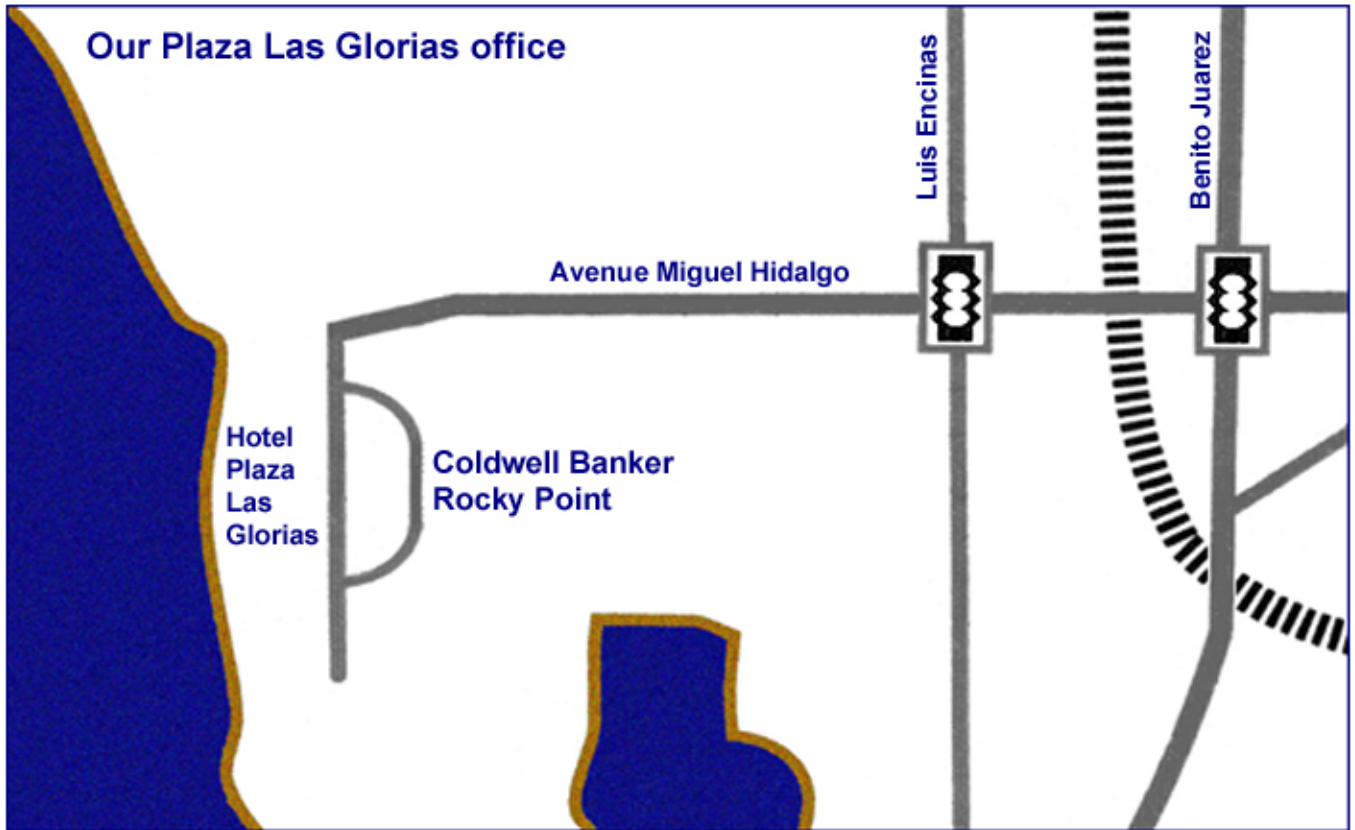 Our Plaza Las Glorias office
Luis Encinas
Benito Juarez
Avenue Miguel Hidalgo
Hotel
Plaza
Las
Glorias
Coldwell Banker
Rocky Point